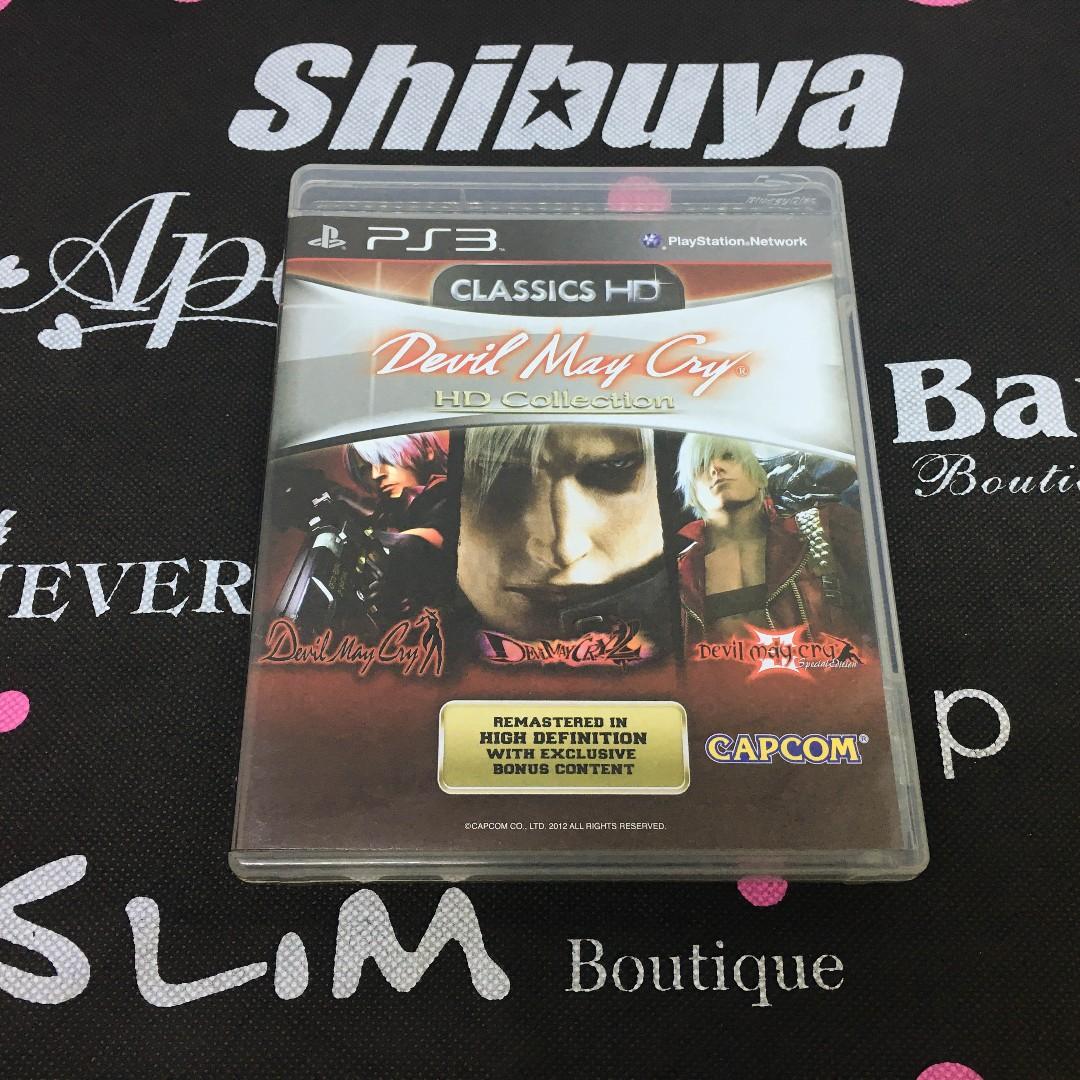 Shibuya
PS3
PlayStation®Network
CLASSICS HD
Devil May Cry®
HD Collection
Ba
Bouti
EVER
Devil May Cry
Devil May Cry 2
Devil may cry 3
Special Edition
REMASTERED IN
HIGH DEFINITION
WITH EXCLUSIVE
BONUS CONTENT
CAPCOM®
p
©CAPCOM CO., LTD. 2012 ALL RIGHTS RESERVED.
SLiM
Boutique